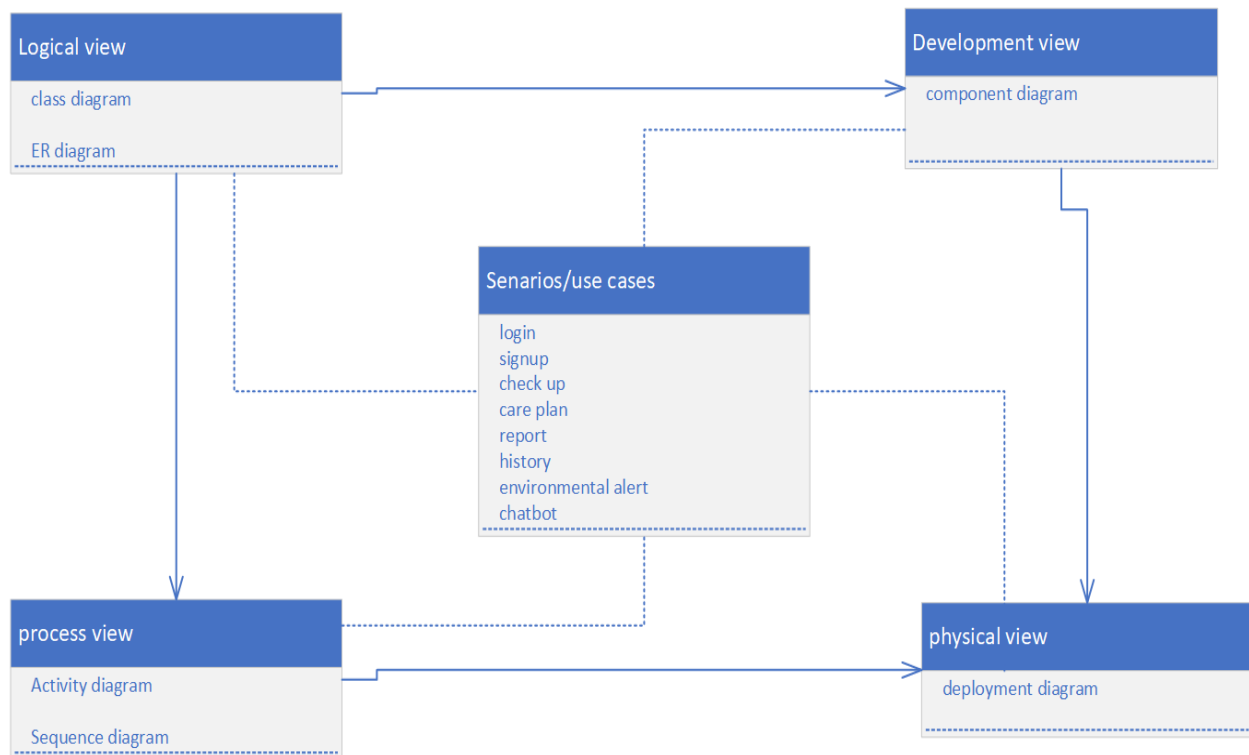 Logical view
class diagram
ER diagram
Development view
component diagram
Senarios/use cases
login
signup
check up
care plan
report
history
environmental alert
chatbot
process view
Activity diagram
Sequence diagram
physical view
deployment diagram